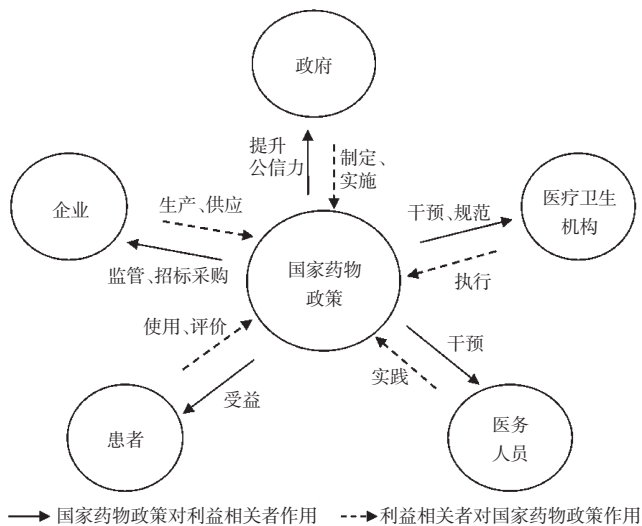 政府
提升
公信力
制定、
实施
企业
生产、供应
监管、招标采购
国家药物
政策
干预、规范
医疗卫生
机构
执行
使用、评价
受益
患者
干预
实践
医务
人员
国家药物政策对利益相关者作用
利益相关者对国家药物政策作用